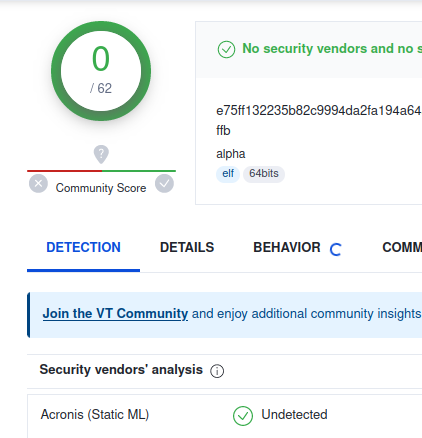 0
/ 62
?
Community Score
No security vendors and no s
e75ff132235b82c9994da2fa194a64
ffb
alpha
elf 64bits
DETECTION DETAILS BEHAVIOR COMM
Join the VT Community and enjoy additional community insights
Security vendors' analysis
Acronis (Static ML) Undetected